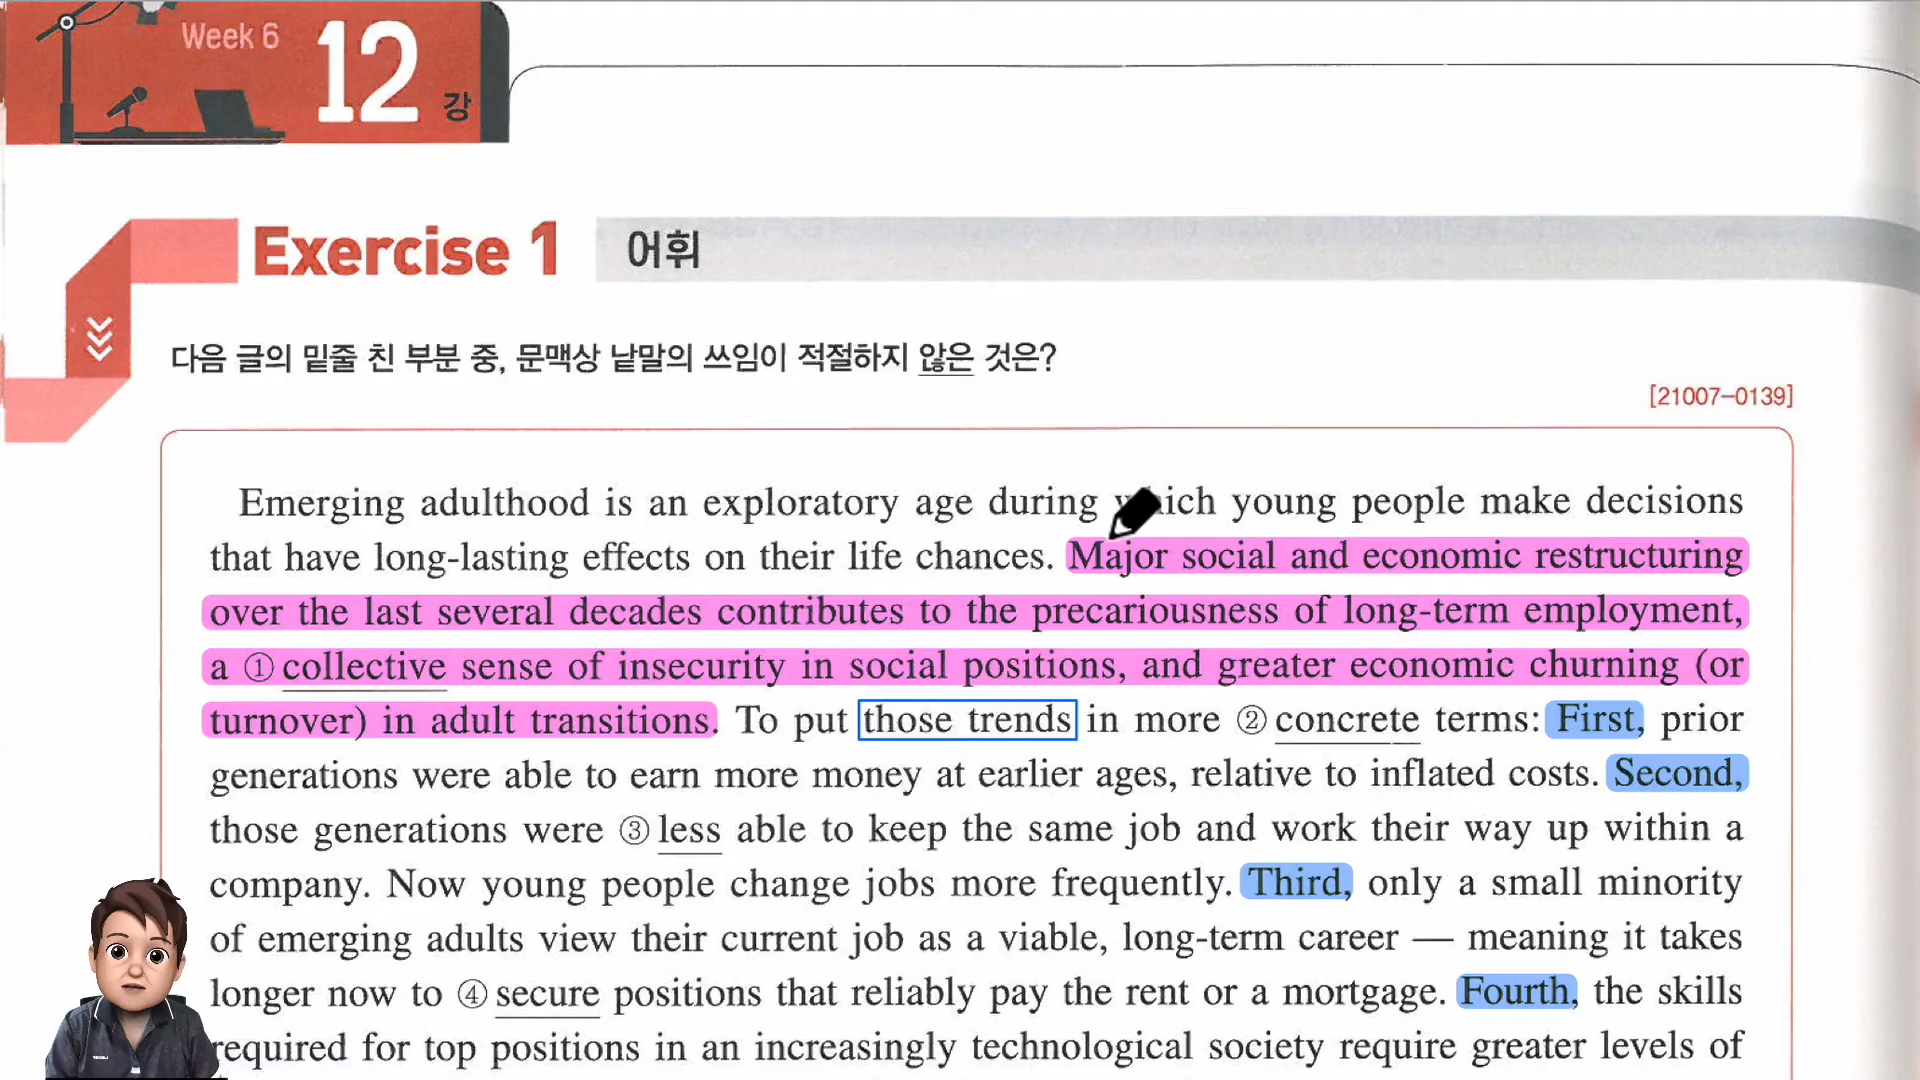 Week 6
12강
Exercise 1 어휘
다음 글의 밑줄 친 부분 중, 문맥상 낱말의 쓰임이 적절하지 않은 것은?
[21007-0139]
Emerging adulthood is an exploratory age during which young people make decisions
that have long-lasting effects on their life chances. Major social and economic restructuring
over the last several decades contributes to the precariousness of long-term employment,
a ① collective sense of insecurity in social positions, and greater economic churning (or
turnover) in adult transitions. To put those trends in more ② concrete terms: First, prior
generations were able to earn more money at earlier ages, relative to inflated costs. Second,
those generations were ③ less able to keep the same job and work their way up within a
company. Now young people change jobs more frequently. Third, only a small minority
of emerging adults view their current job as a viable, long-term career — meaning it takes
longer now to ④ secure positions that reliably pay the rent or a mortgage. Fourth, the skills
required for top positions in an increasingly technological society require greater levels of